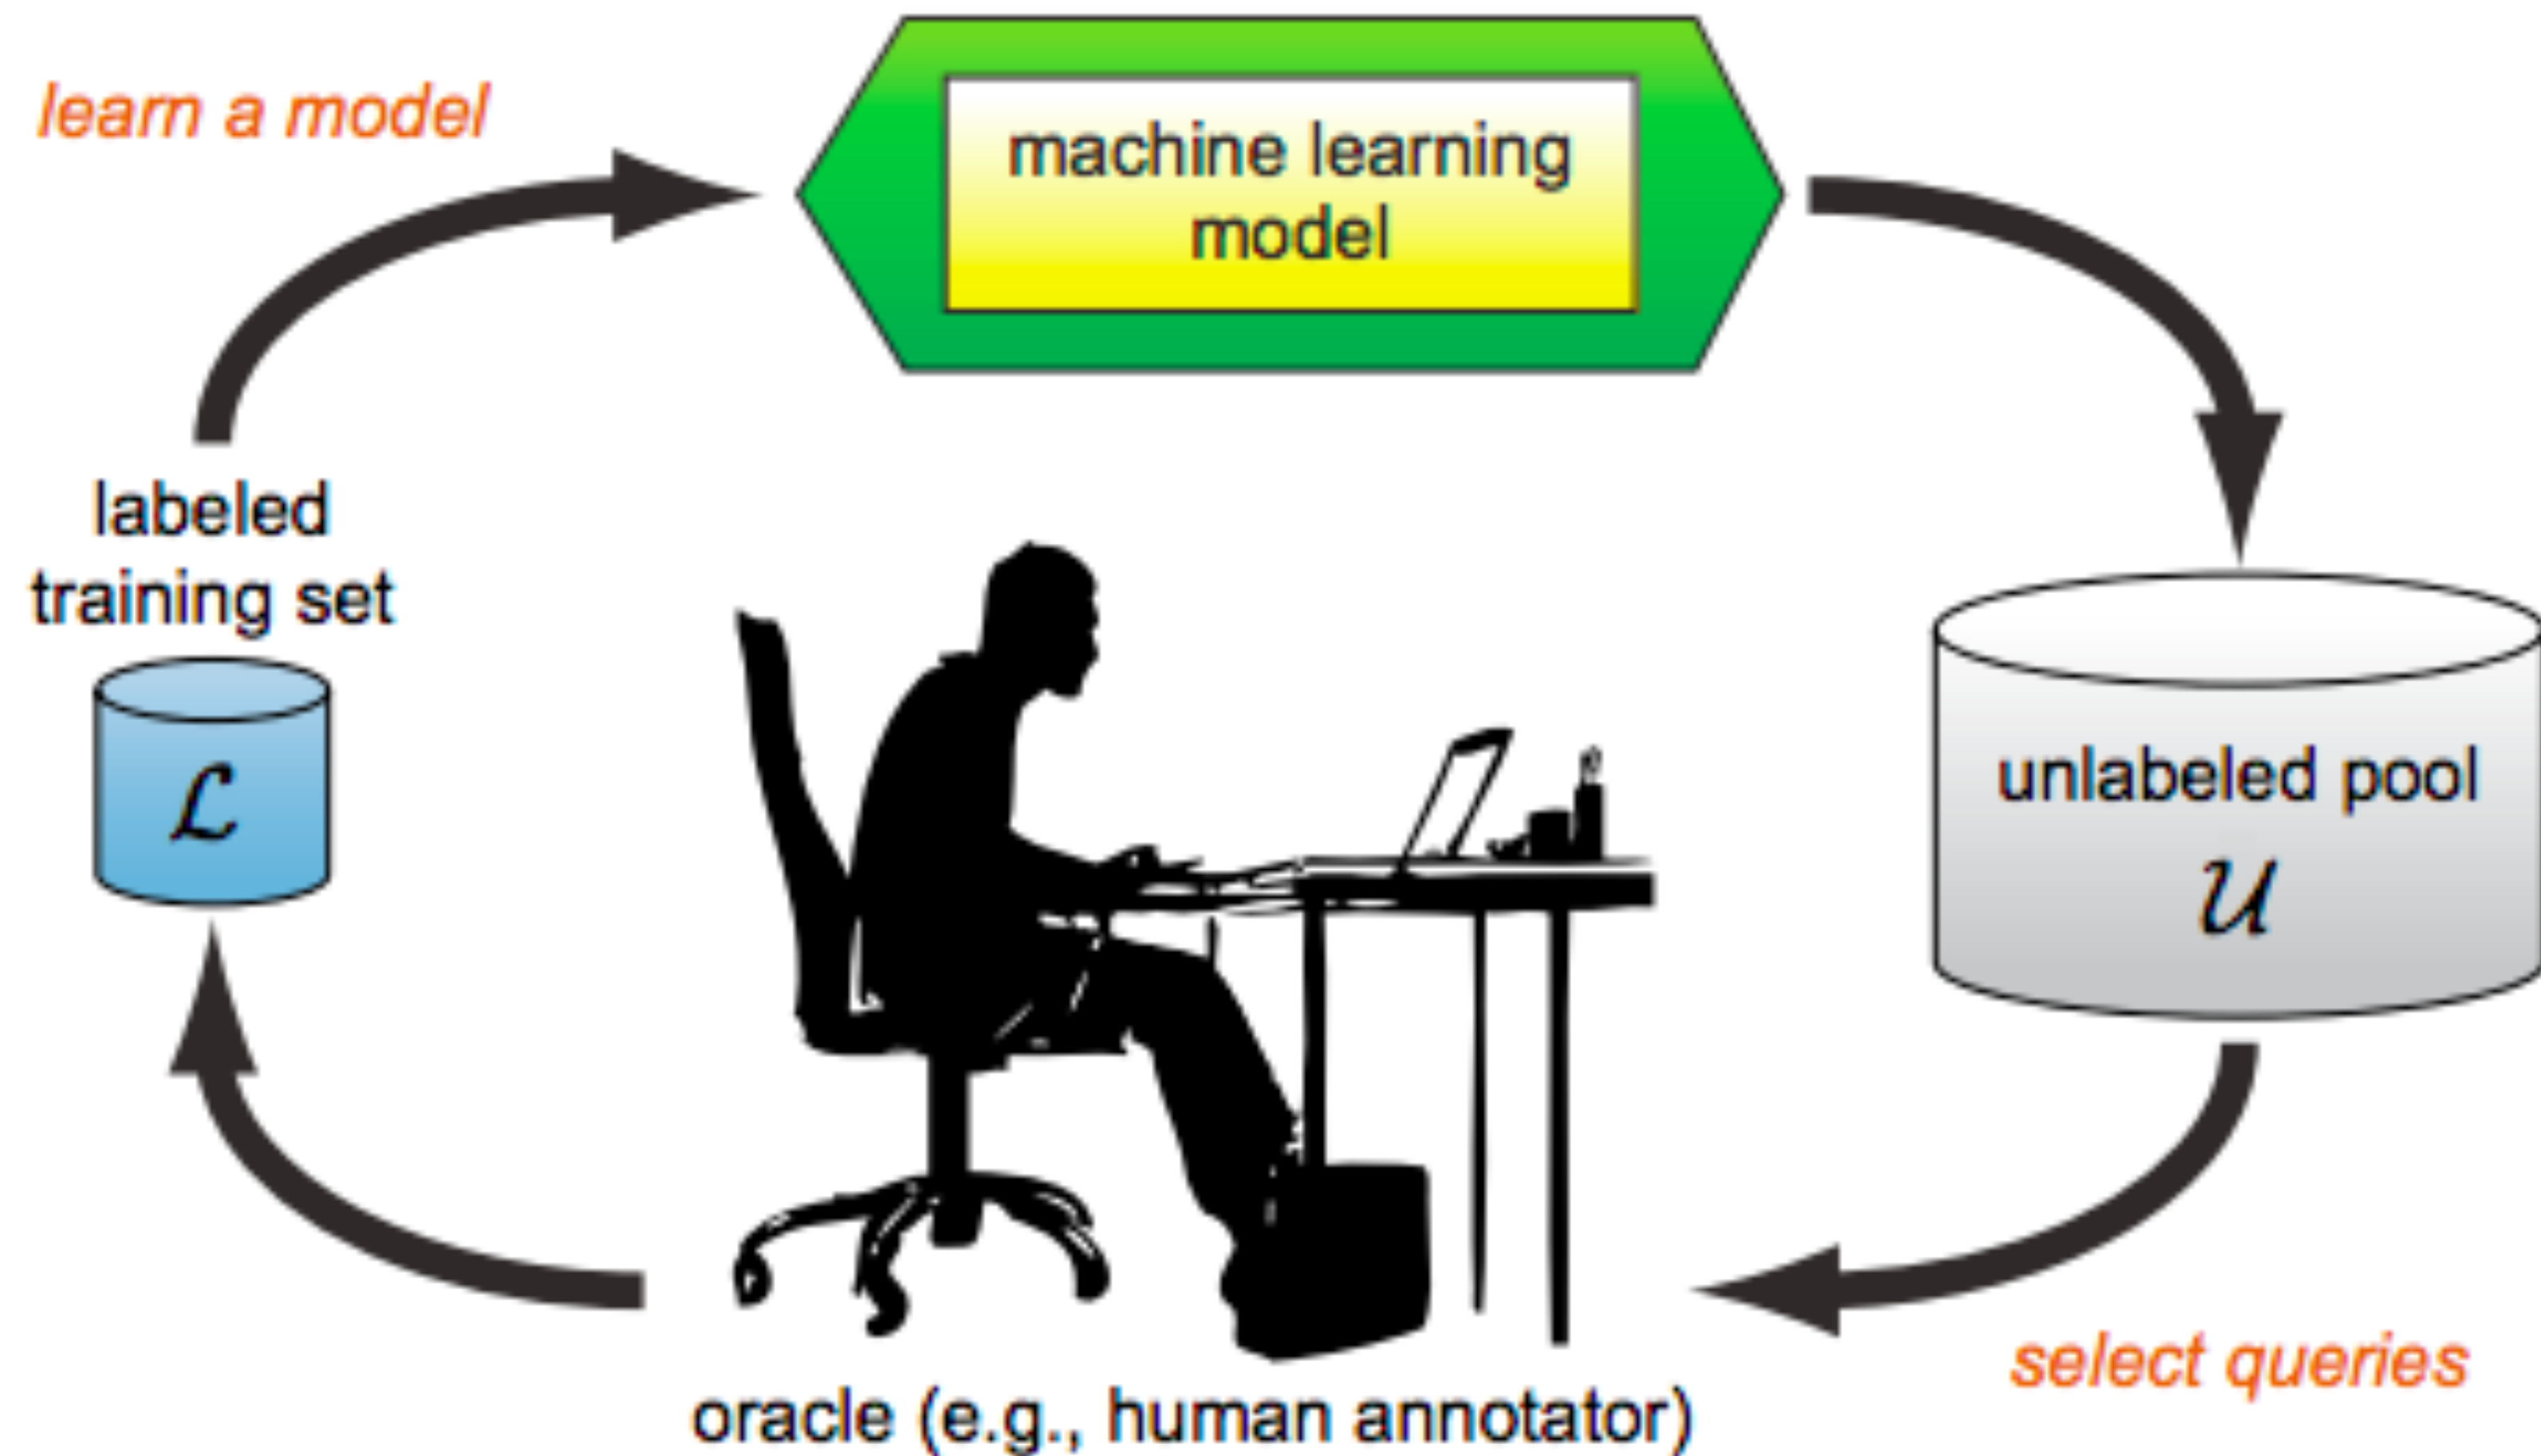 learn a model
machine learning
model
labeled
training set
ℒ
unlabeled pool
𝒰
select queries
oracle (e.g., human annotator)